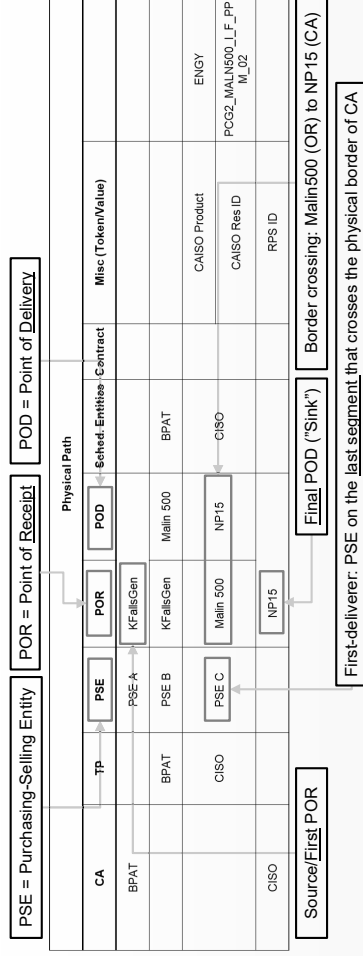 PSE = Purchasing-Selling Entity
POR = Point of Receipt
POD = Point of Delivery
Physical Path
CA TP PSE POR POD Sched. Entities Contract Misc (Token/Value)
BPAT PSE A KFallsGen
BPAT PSE B KFallsGen Malin 500 BPAT
CISO PSE C Malin 500 NP15 CISO CAISO Product ENGY
CAISO Res ID PCG2_MALN500_I_F_PP
M_02
CISO NP15 RPS ID
Source/First POR
Final POD ("Sink")
Border crossing: Malin500 (OR) to NP15 (CA)
First-deliverer: PSE on the last segment that crosses the physical border of CA